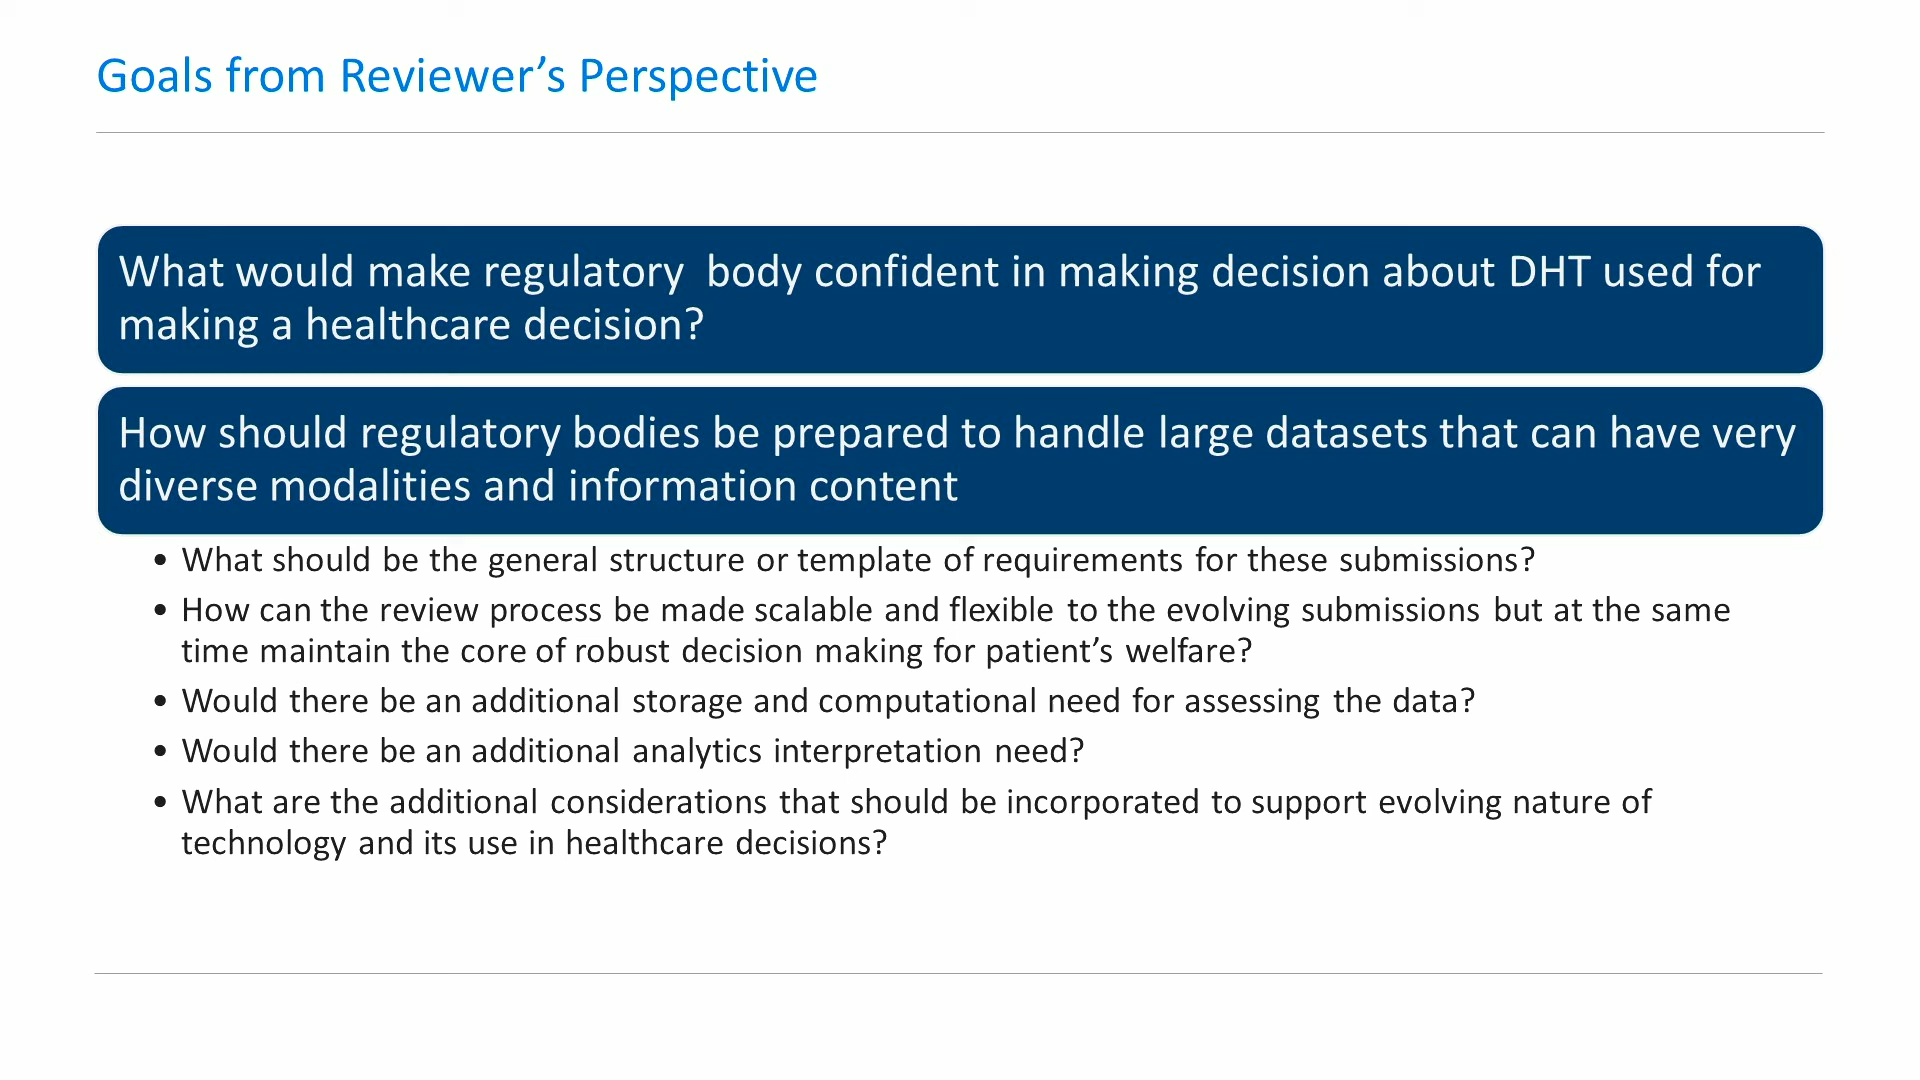 Goals from Reviewer’s Perspective
What would make regulatory  body confident in making decision about DHT used for
making a healthcare decision?
How should regulatory bodies be prepared to handle large datasets that can have very
diverse modalities and information content
• What should be the general structure or template of requirements for these submissions?
• How can the review process be made scalable and flexible to the evolving submissions but at the same
time maintain the core of robust decision making for patient’s welfare?
• Would there be an additional storage and computational need for assessing the data?
• Would there be an additional analytics interpretation need?
• What are the additional considerations that should be incorporated to support evolving nature of
technology and its use in healthcare decisions?